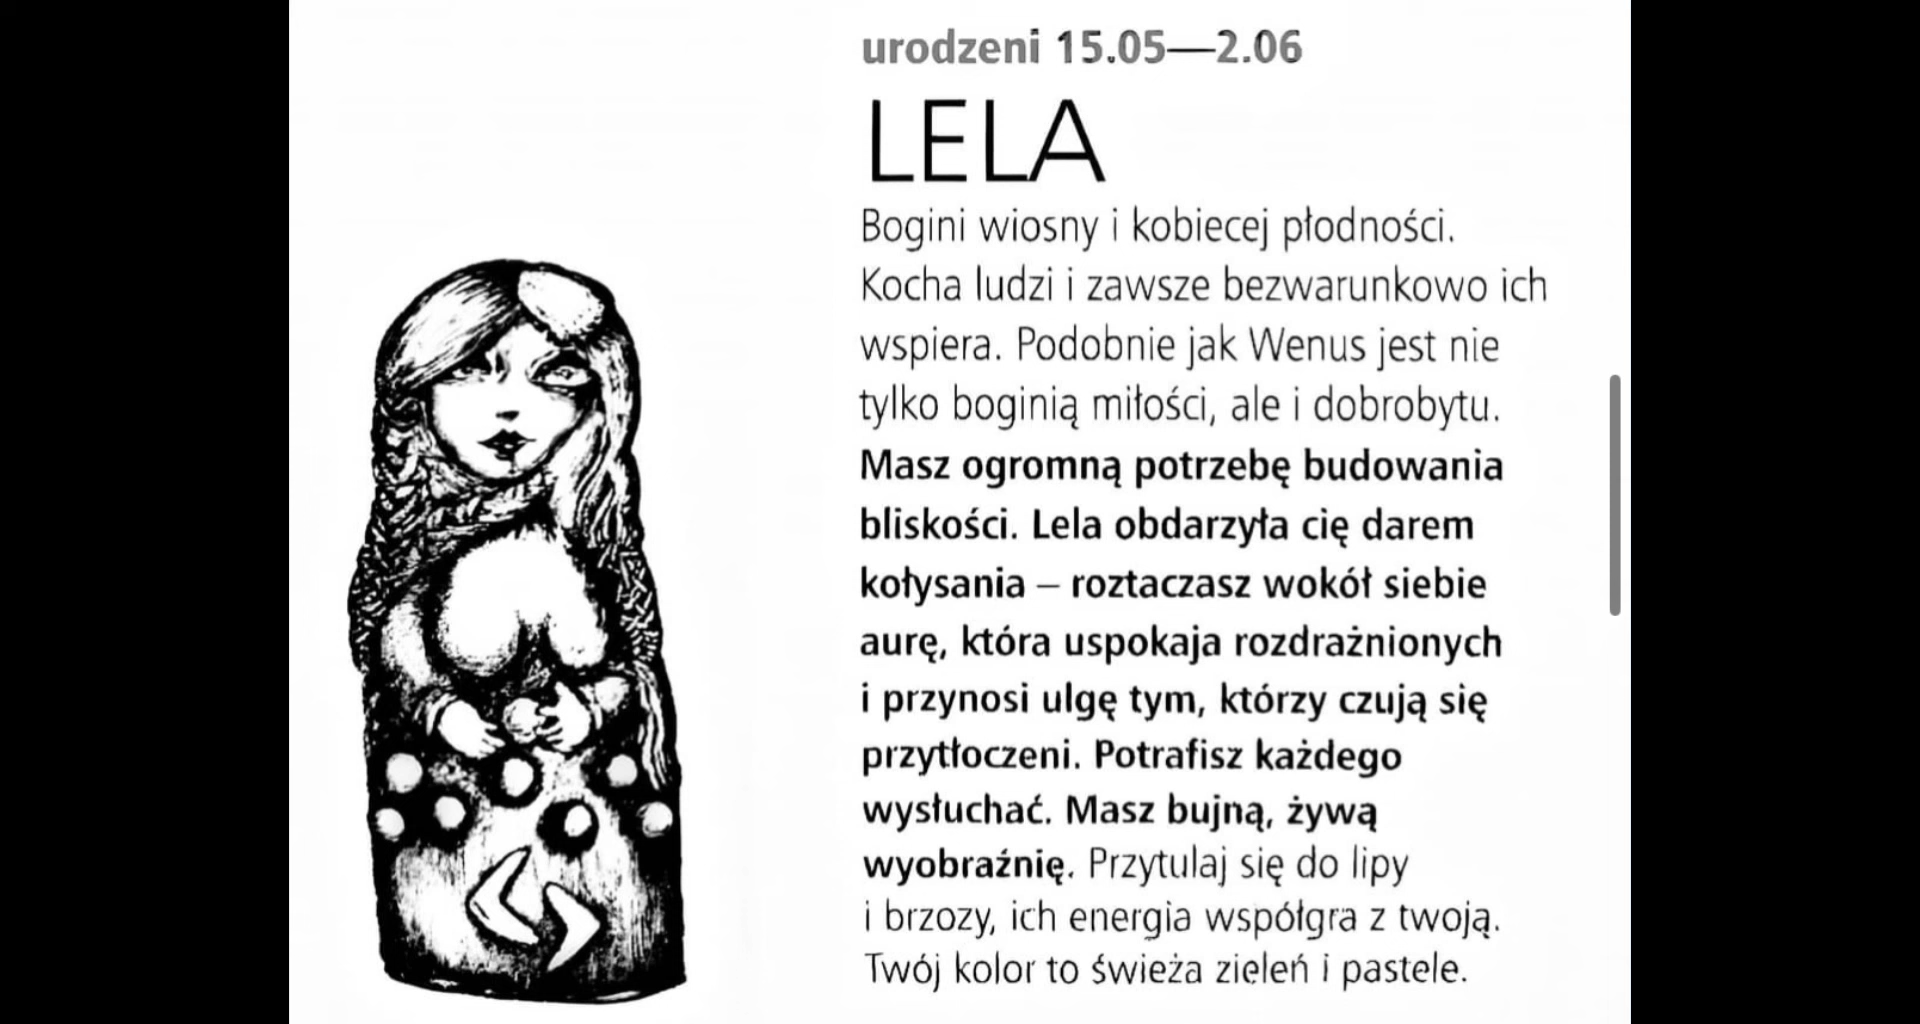 urodzeni 15.05—2.06
LELA
Bogini wiosny i kobiecej płodności.
Kocha ludzi i zawsze bezwarunkowo ich
wspiera. Podobnie jak Wenus jest nie
tylko boginią miłości, ale i dobrobytu.
Masz ogromną potrzebę budowania
bliskości. Lela obdarzyła cię darem
kołysania – roztaczasz wokół siebie
aurę, która uspokaja rozdrażnionych
i przynosi ulgę tym, którzy czują się
przytłoczeni. Potrafisz każdego
wysłuchać. Masz bujną, żywą
wyobraźnię. Przytulaj się do lipy
i brzozy, ich energia współgra z twoją.
Twój kolor to świeża zieleń i pastele.